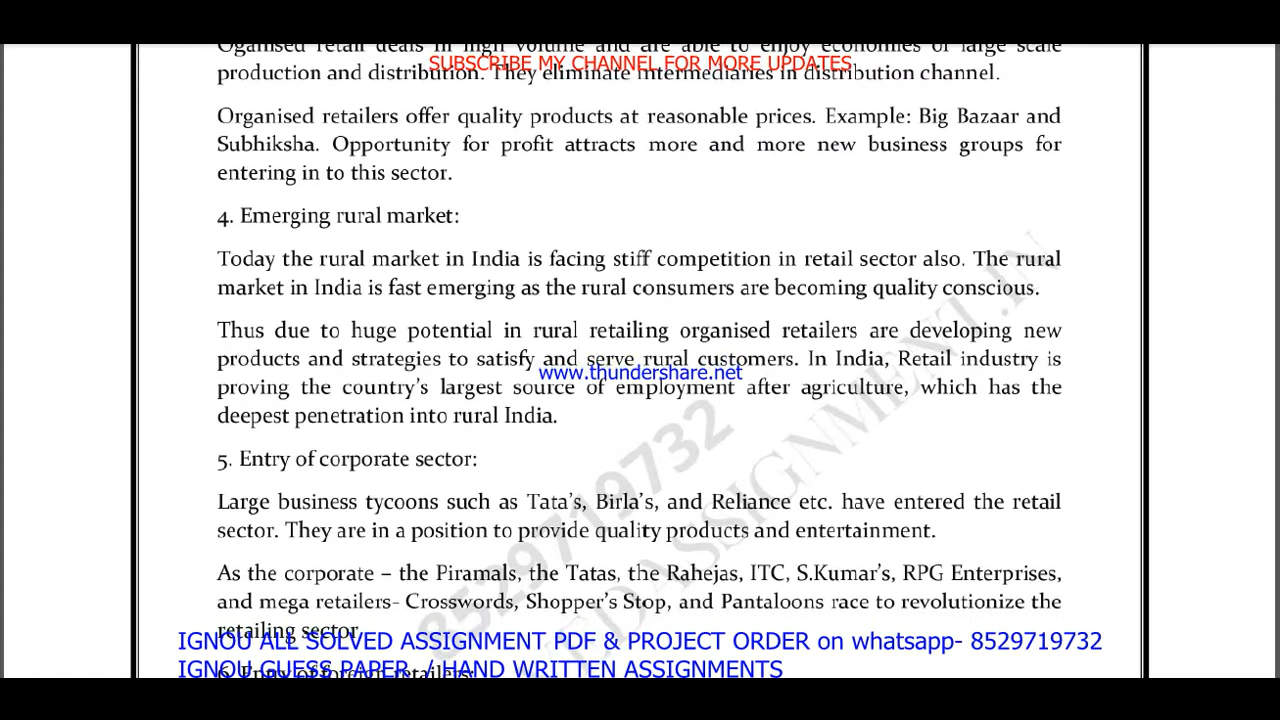 Ogamised retail deals in high volume and are able to enjoy economies of large scale
SUBSCRIBE MY CHANNEL FOR MORE UPDATES
production and distribution. They eliminate intermediaries in distribution channel.
Organised retailers offer quality products at reasonable prices. Example: Big Bazaar and
Subhiksha. Opportunity for profit attracts more and more new business groups for
entering in to this sector.
4. Emerging rural market:
Today the rural market in India is facing stiff competition in retail sector also. The rural
market in India is fast emerging as the rural consumers are becoming quality conscious.
Thus due to huge potential in rural retailing organised retailers are developing new
products and strategies to satisfy and serve rural customers. In India, Retail industry is
www.thundershare.net
proving the country's largest source of employment after agriculture, which has the
deepest penetration into rural India.
5. Entry of corporate sector:
Large business tycoons such as Tata's, Birla's, and Reliance etc. have entered the retail
sector. They are in a position to provide quality products and entertainment.
As the corporate – the Piramals, the Tatas, the Rahejas, ITC, S.Kumar's, RPG Enterprises,
and mega retailers- Crosswords, Shopper's Stop, and Pantaloons race to revolutionize the
retailing sector
IGNOU ALL SOLVED ASSIGNMENT PDF & PROJECT ORDER on whatsapp- 8529719732
6. Entry of foreign retailers:
IGNOU GUESS PAPER / HAND WRITTEN ASSIGNMENTS
8529719732
EDASSIGNMENT.IN